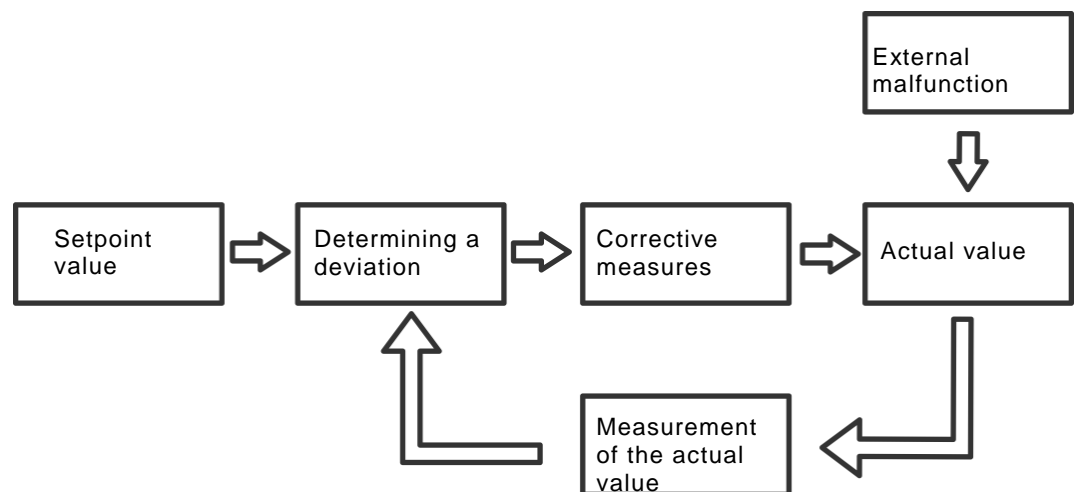 External
malfunction
Setpoint
value
Determining a
deviation
Corrective
measures
Actual value
Measurement
of the actual
value